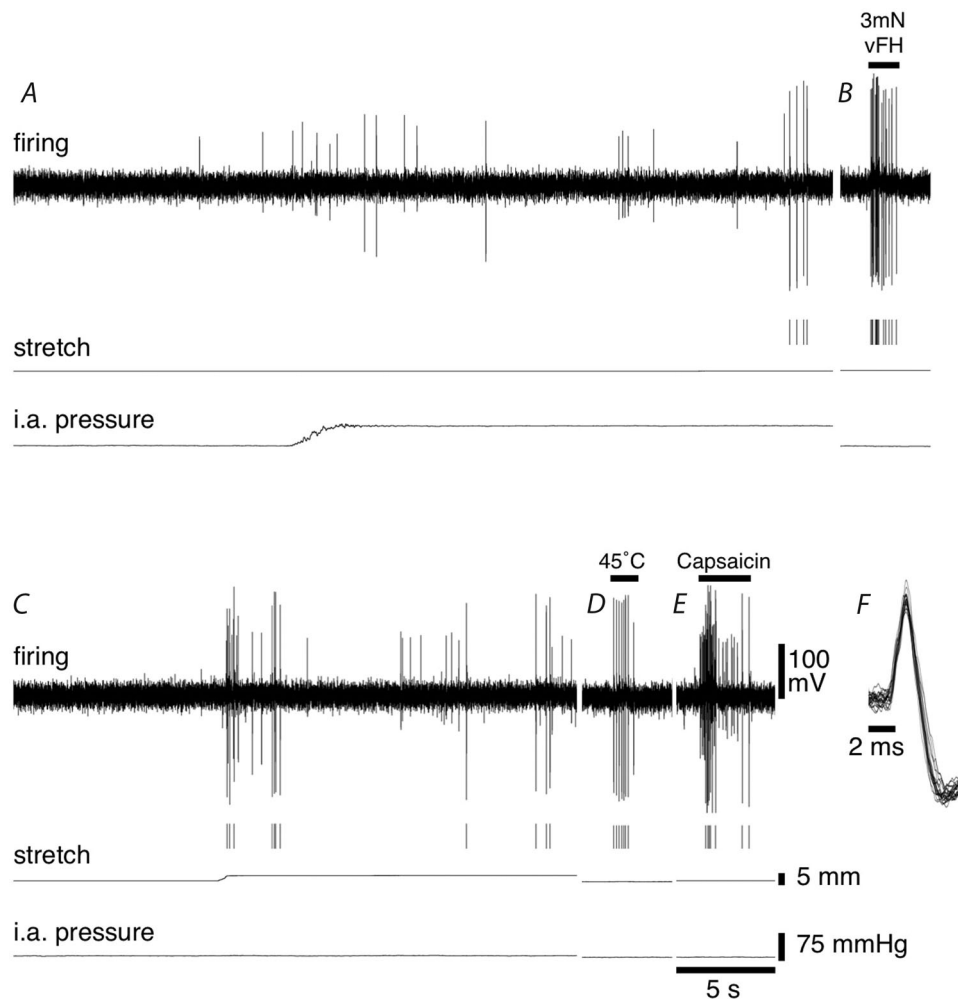 3mN
vFH
A
B
firing
stretch
i.a. pressure
45˚C
Capsaicin
C
D
E
F
firing
100
mV
2 ms
stretch
5 mm
i.a. pressure
75 mmHg
5 s